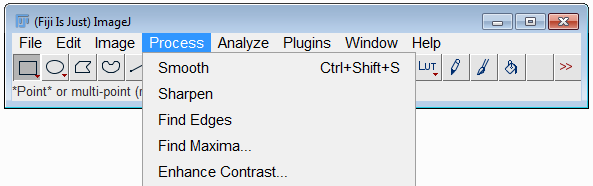 (Fiji Is Just) ImageJ
File Edit Image Process Analyze Plugins Window Help
LUT >>
*Point* or multi-point (
Smooth Ctrl+Shift+S
Sharpen
Find Edges
Find Maxima...
Enhance Contrast...